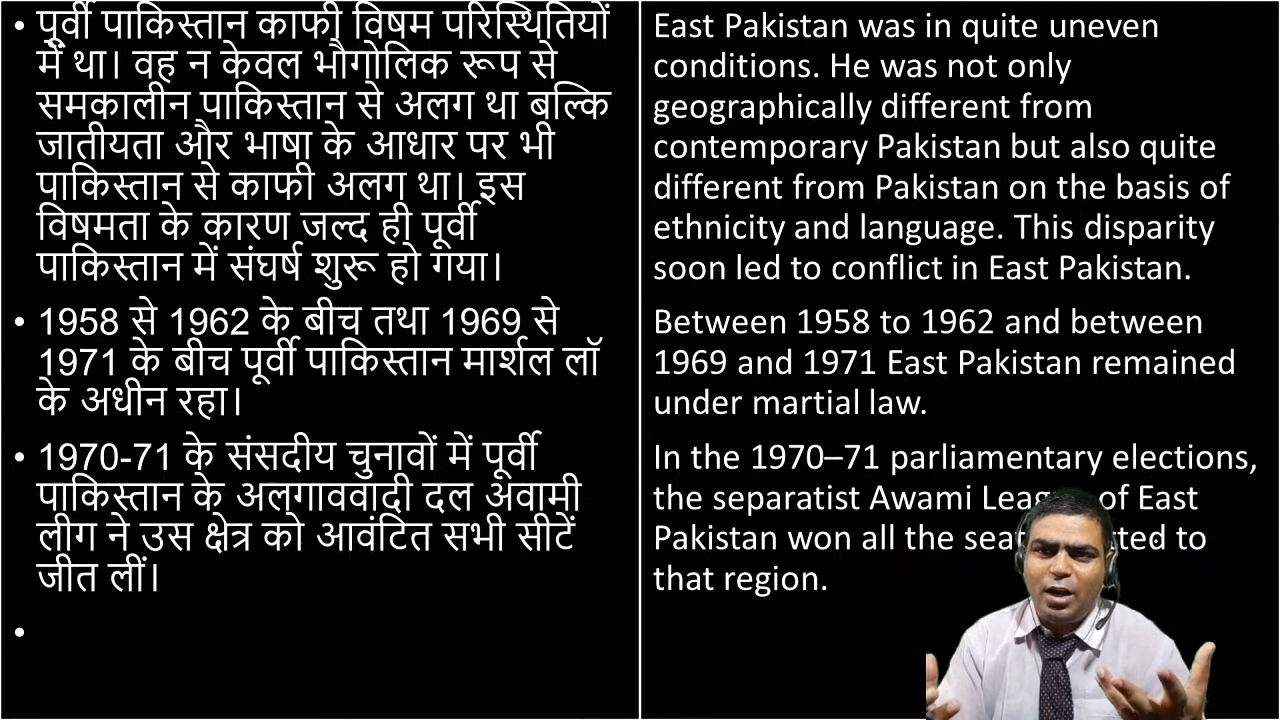 • पूर्वी पाकिस्तान काफी विषम परिस्थितियों
में था। वह न केवल भौगोलिक रूप से
समकालीन पाकिस्तान से अलग था बल्कि
जातीयता और भाषा के आधार पर भी
पाकिस्तान से काफी अलग था। इस
विषमता के कारण जल्द ही पूर्वी
पाकिस्तान में संघर्ष शुरू हो गया।
• 1958 से 1962 के बीच तथा 1969 से
1971 के बीच पूर्वी पाकिस्तान मार्शल लॉ
के अधीन रहा।
• 1970-71 के संसदीय चुनावों में पूर्वी
पाकिस्तान के अलगाववादी दल अवामी
लीग ने उस क्षेत्र को आवंटित सभी सीटें
जीत लीं।
•
East Pakistan was in quite uneven
conditions. He was not only
geographically different from
contemporary Pakistan but also quite
different from Pakistan on the basis of
ethnicity and language. This disparity
soon led to conflict in East Pakistan.
Between 1958 to 1962 and between
1969 and 1971 East Pakistan remained
under martial law.
In the 1970–71 parliamentary elections,
the separatist Awami of East
Pakistan won all the to
that region.